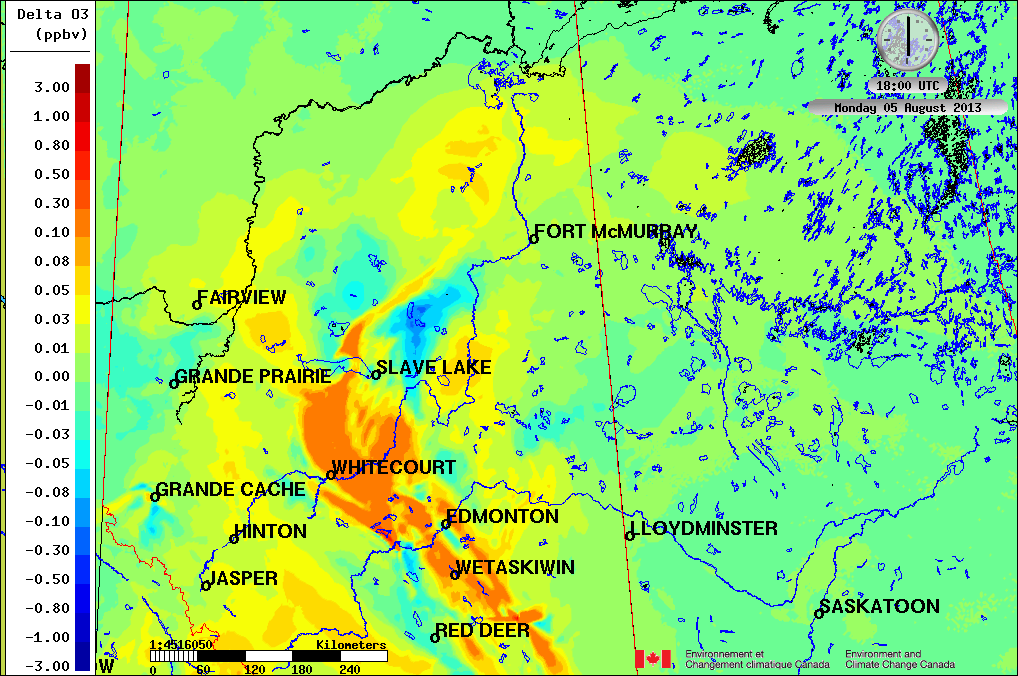 Delta O3
(ppbv)
3.00
1.00
0.80
0.50
0.30
0.10
0.08
0.05
0.03
0.01
0.00
-0.01
-0.03
-0.05
-0.08
-0.10
-0.30
-0.50
-0.80
-1.00
-3.00
18:00 UTC
Monday 05 August 2013
FORT McMURRAY
FAIRVIEW
GRANDE PRAIRIE
SLAVE LAKE
WHITECOURT
GRANDE CACHE
EDMONTON
HINTON
LLOYDMINSTER
WETASKIWIN
JASPER
SASKATOON
RED DEER
1:4516050 Kilometers
0 60 120 180 240
W
Environnement et
Changement climatique Canada
Environment and
Climate Change Canada